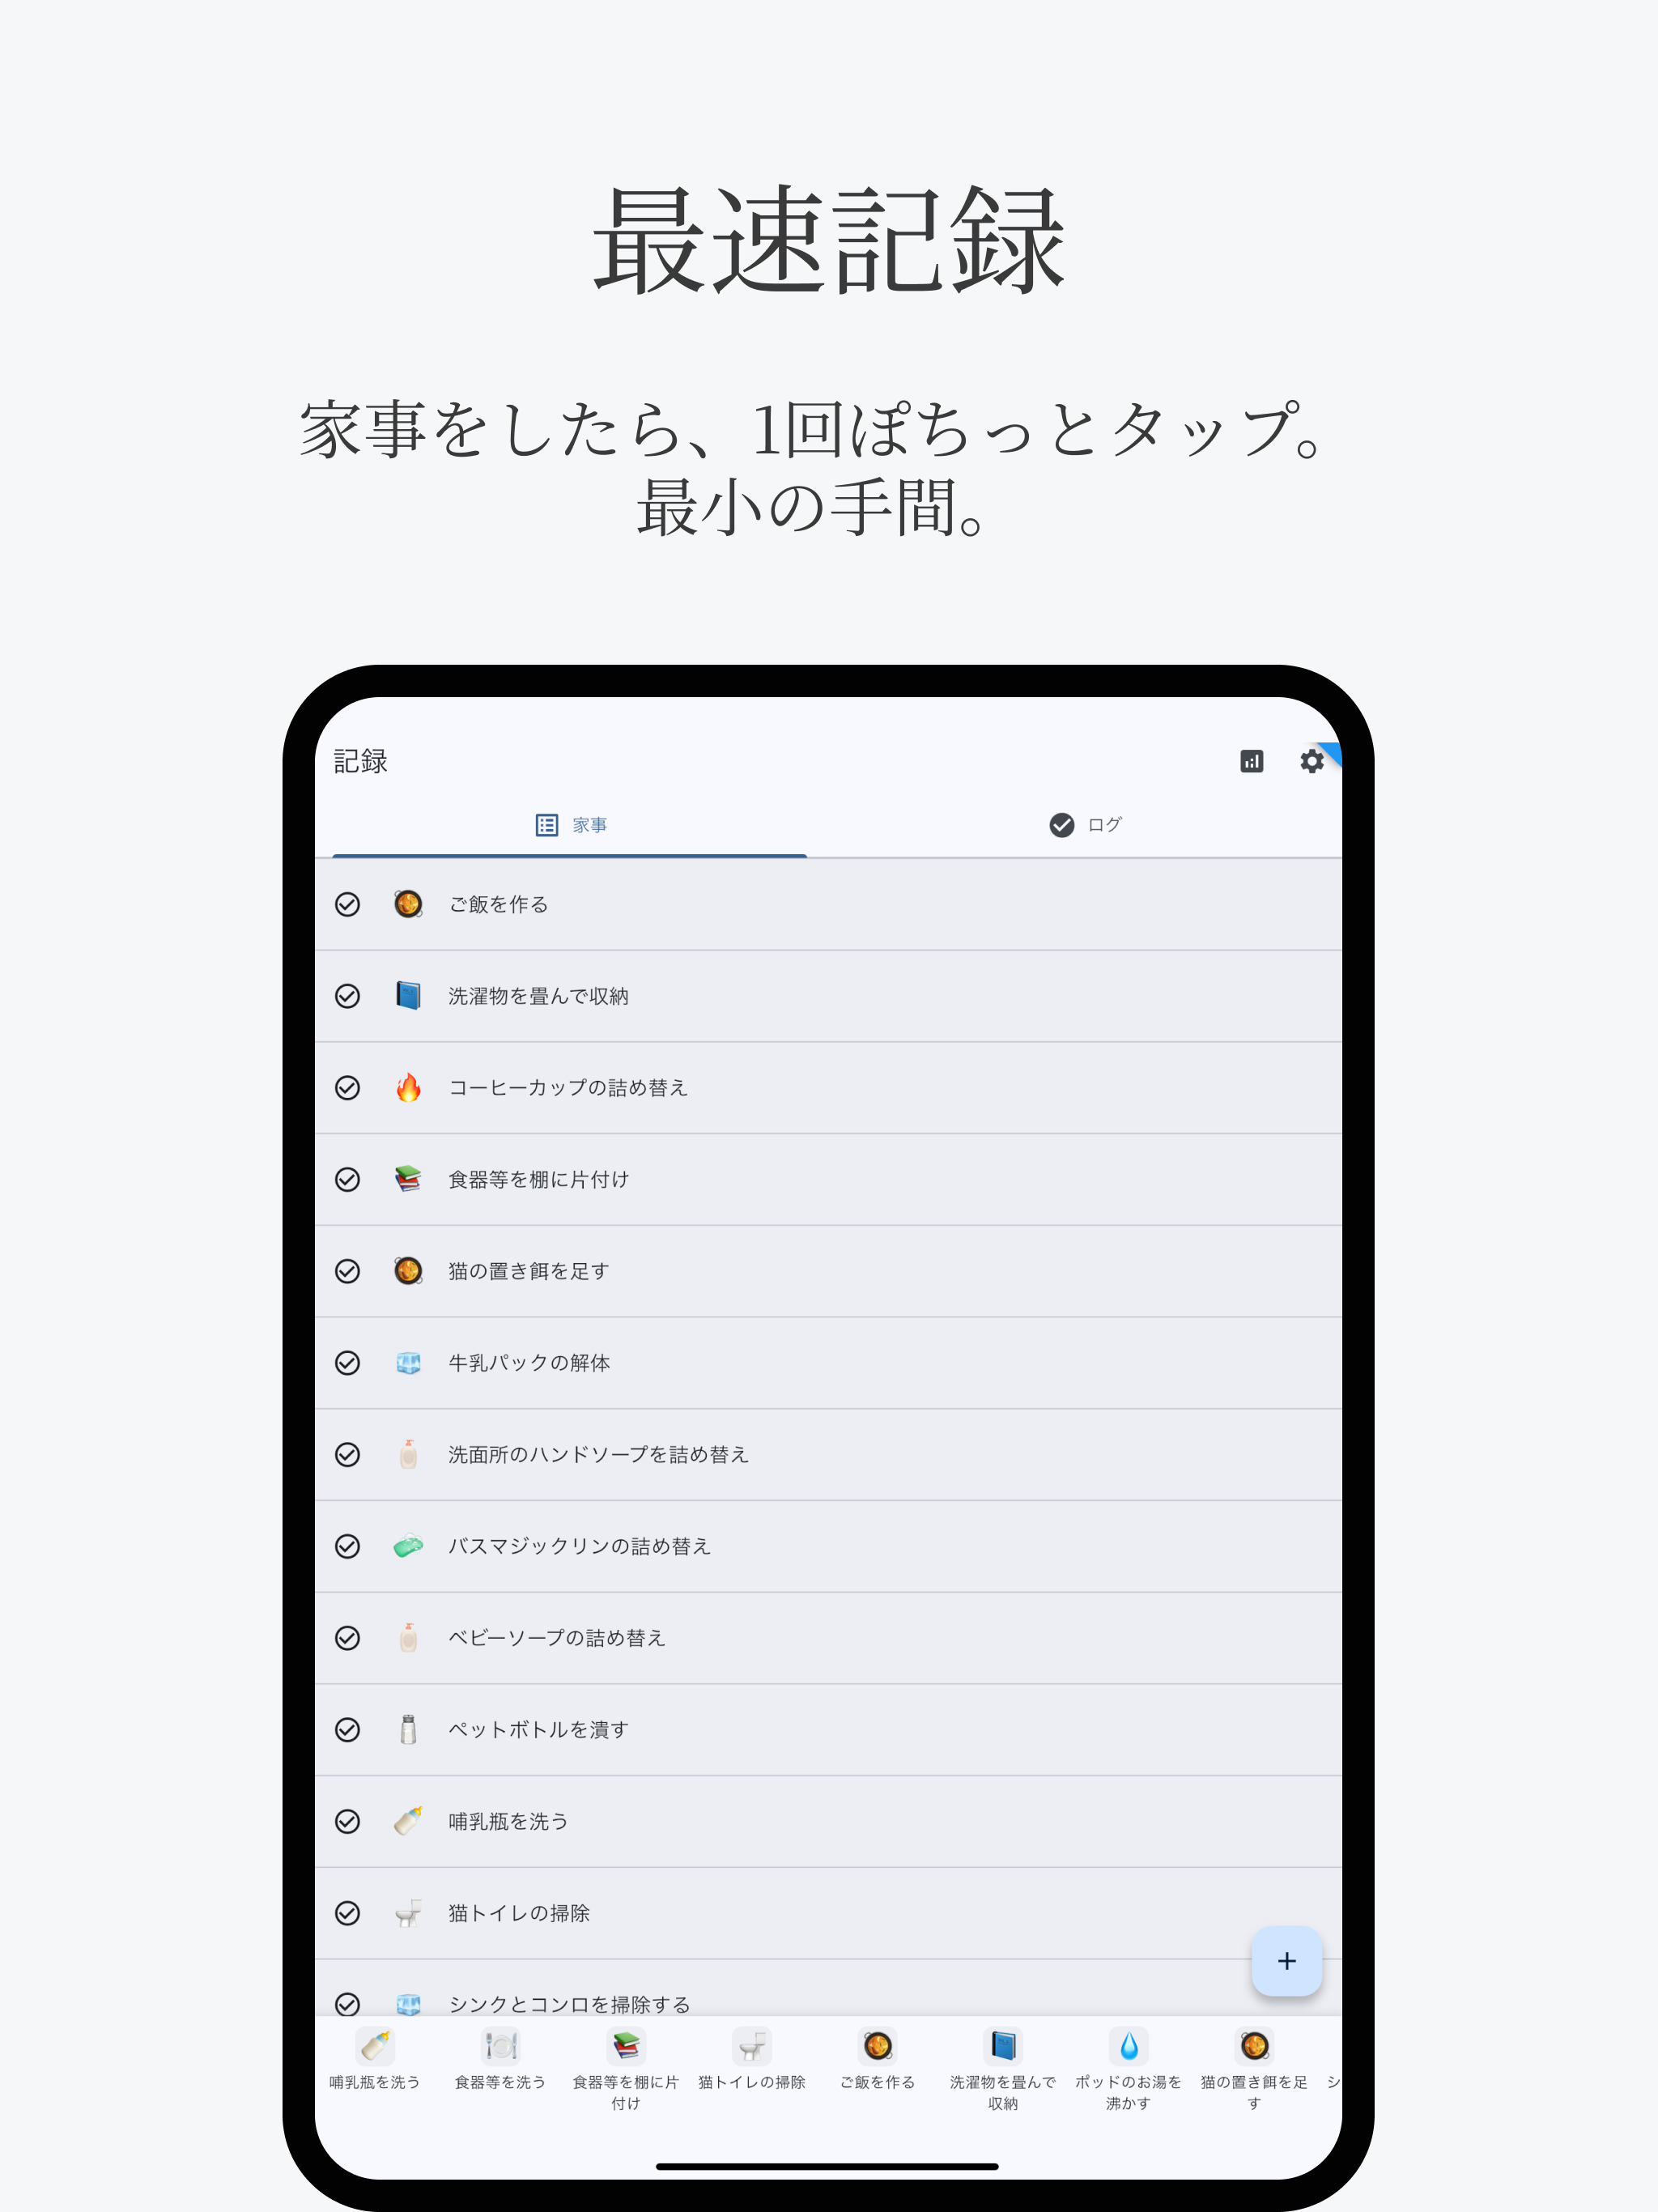 最速記録
家事をしたら、1回ぽちっとタップ。
最小の手間。
記録
家事
ログ
ご飯を作る
洗濯物を畳んで収納
コーヒーカップの詰め替え
食器等を棚に片付け
猫の置き餌を足す
牛乳パックの解体
洗面所のハンドソープを詰め替え
バスマジックリンの詰め替え
ベビーソープの詰め替え
ペットボトルを潰す
哺乳瓶を洗う
猫トイレの掃除
シンクとコンロを掃除する
哺乳瓶を洗う
食器等を洗う
食器等を棚に片
付け
猫トイレの掃除
ご飯を作る
洗濯物を畳んで
収納
ポッドのお湯を
沸かす
猫の置き餌を足
す
シ